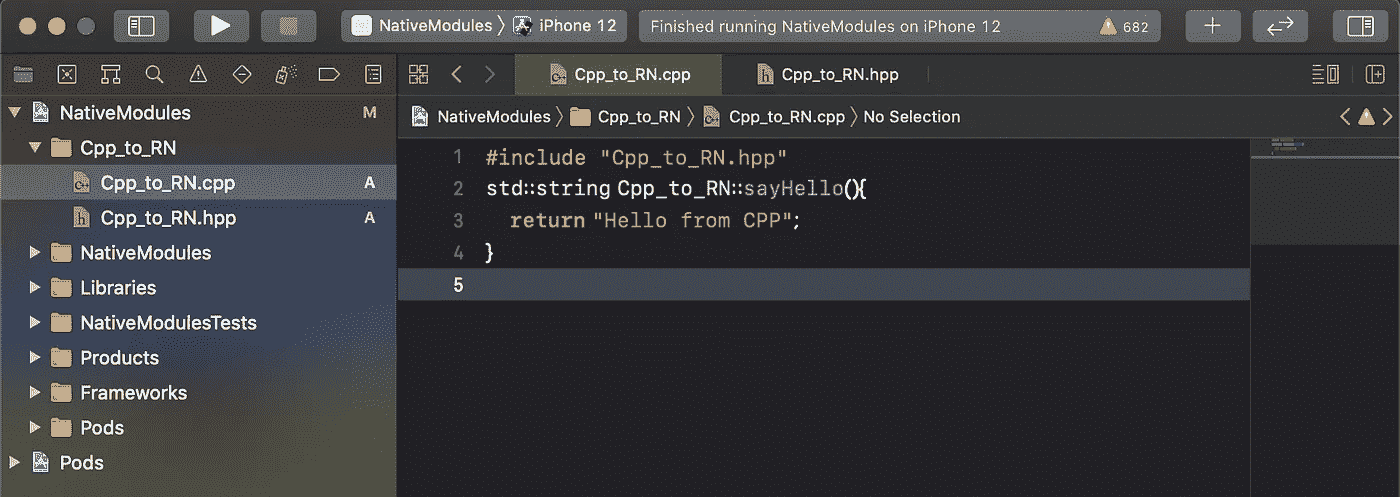 NativeModules 〉 iPhone 12
Finished running NativeModules on iPhone 12
682
Cpp_to_RN.cpp
Cpp_to_RN.hpp
NativeModules
M
Cpp_to_RN
Cpp_to_RN.cpp
A
Cpp_to_RN.hpp
A
NativeModules
Libraries
NativeModulesTests
Products
Frameworks
Pods
Pods
NativeModules 〉 Cpp_to_RN 〉 Cpp_to_RN.cpp 〉 No Selection
1 #include "Cpp_to_RN.hpp"
2 std::string Cpp_to_RN::sayHello(){
3 return "Hello from CPP";
4 }
5